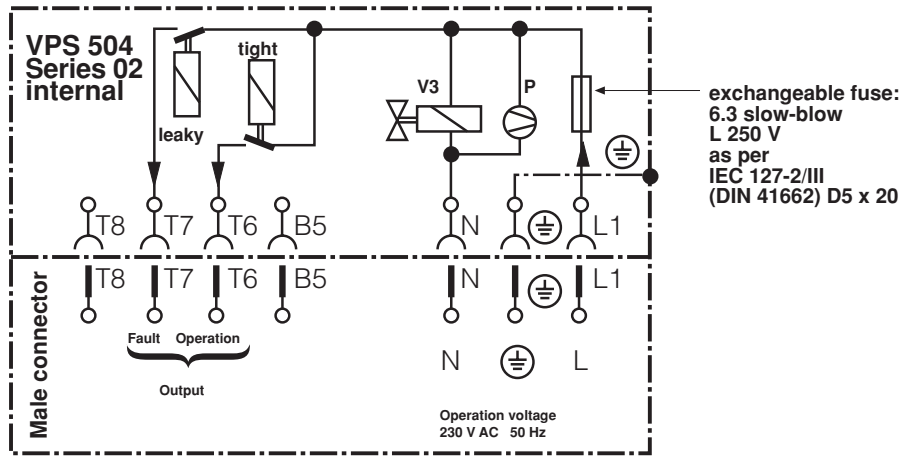 VPS 504
Series 02
internal
tight
leaky
V3
P
exchangeable fuse:
6.3 slow-blow
L 250 V
as per
IEC 127-2/III
(DIN 41662) D5 x 20
T8 T7 T6 B5 N L1
T8 T7 T6 B5 N L1
Male connector
Fault Operation
N L
Output
Operation voltage
230 V AC 50 Hz